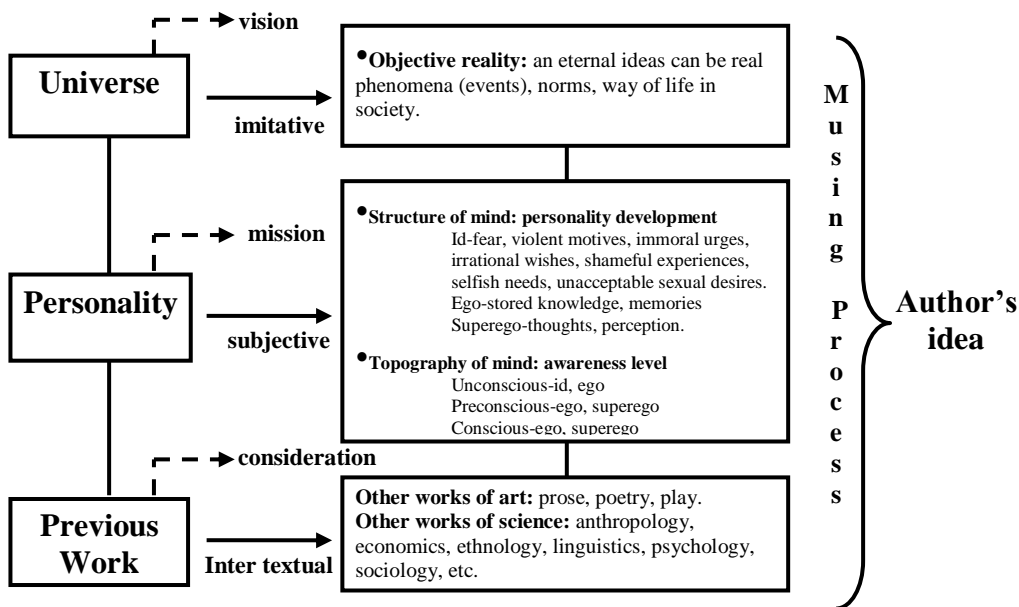 vision
Universe
imitative
•Objective reality: an eternal ideas can be real
phenomena (events), norms, way of life in
society.
mission
Personality
subjective
•Structure of mind: personality development
Id-fear, violent motives, immoral urges,
irrational wishes, shameful experiences,
selfish needs, unacceptable sexual desires.
Ego-stored knowledge, memories
Superego-thoughts, perception.
•Topography of mind: awareness level
Unconscious-id, ego
Preconscious-ego, superego
Conscious-ego, superego
consideration
Previous
Work
Inter textual
Other works of art: prose, poetry, play.
Other works of science: anthropology,
economics, ethnology, linguistics, psychology,
sociology, etc.
Musing Process
Author's
idea